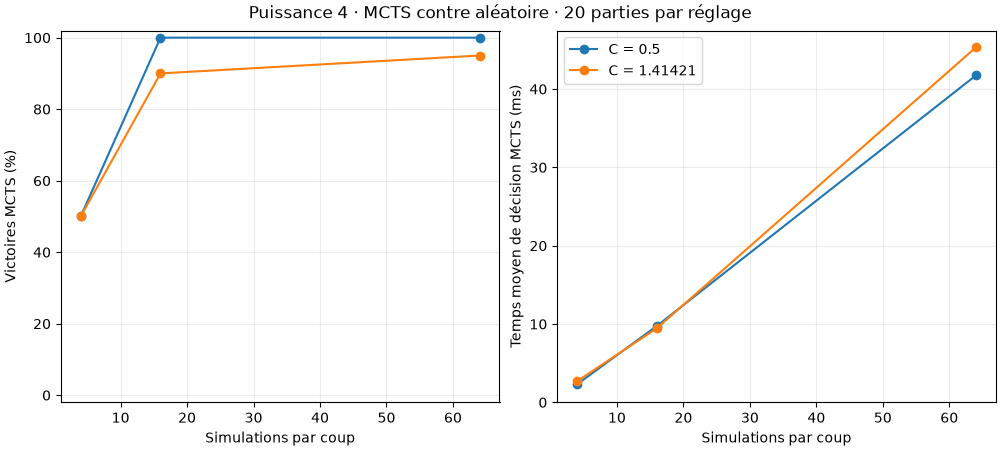 Puissance 4 · MCTS contre aléatoire · 20 parties par réglage
Victoires MCTS (%)
100
80
60
40
20
0
10 20 30 40 50 60
Simulations par coup
Temps moyen de décision MCTS (ms)
C = 0.5
C = 1.41421
40
30
20
10
0
10 20 30 40 50 60
Simulations par coup